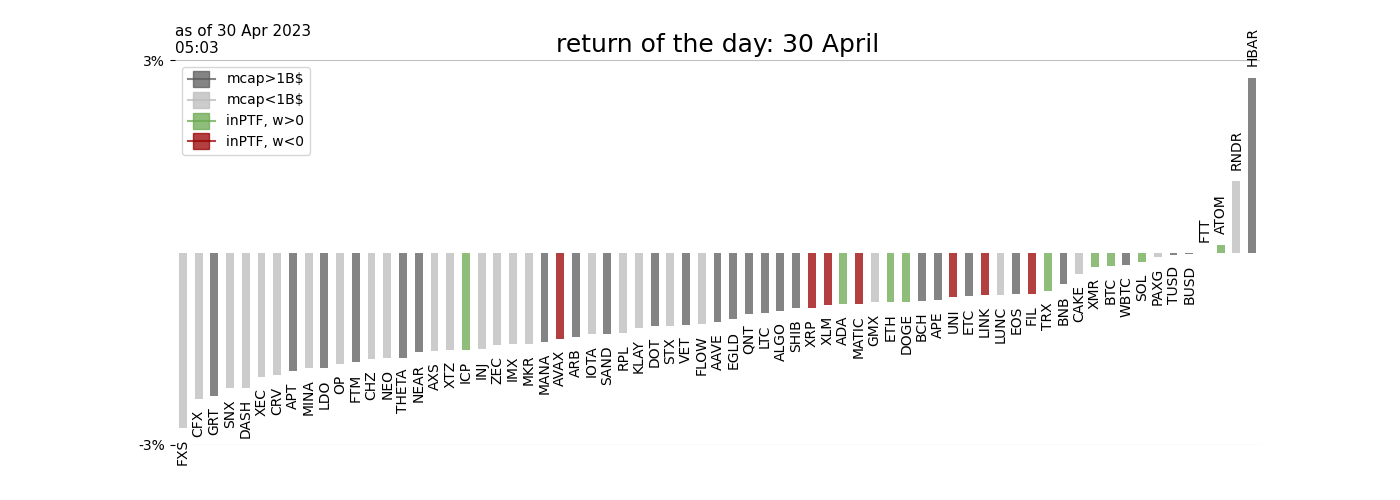 as of 30 Apr 2023
05:03
return of the day: 30 April
3%
mcap>1B$
mcap<1B$
inPTF, w>0
inPTF, w<0
-3%
FXS
CFX
GRT
SNX
DASH
XEC
CRV
APT
MINA
LDO
OP
FTM
CHZ
NEO
THETA
NEAR
AXS
XTZ
ICP
INJ
ZEC
IMX
MKR
MANA
AVAX
ARB
IOTA
SAND
RPL
KLAY
DOT
STX
VET
FLOW
AAVE
EGLD
QNT
LTC
ALGO
SHIB
XRP
XLM
ADA
MATIC
GMX
ETH
DOGE
BCH
APE
UNI
ETC
LINK
LUNC
EOS
FIL
TRX
BNB
CAKE
XMR
BTC
WBTC
SOL
PAXG
TUSD
BUSD
FTT
ATOM
RNDR
HBAR